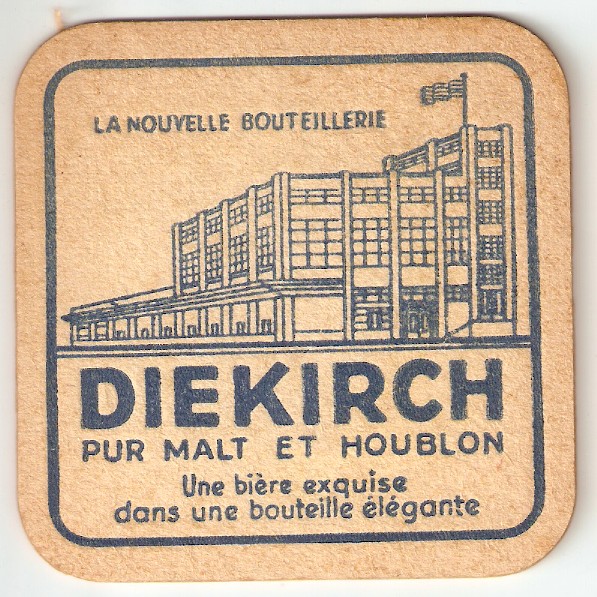 LA NOUVELLE BOUTEILLERIE
DIEKIRCH
PUR MALT ET HOUBLON
Une bière exquise
dans une bouteille élégante